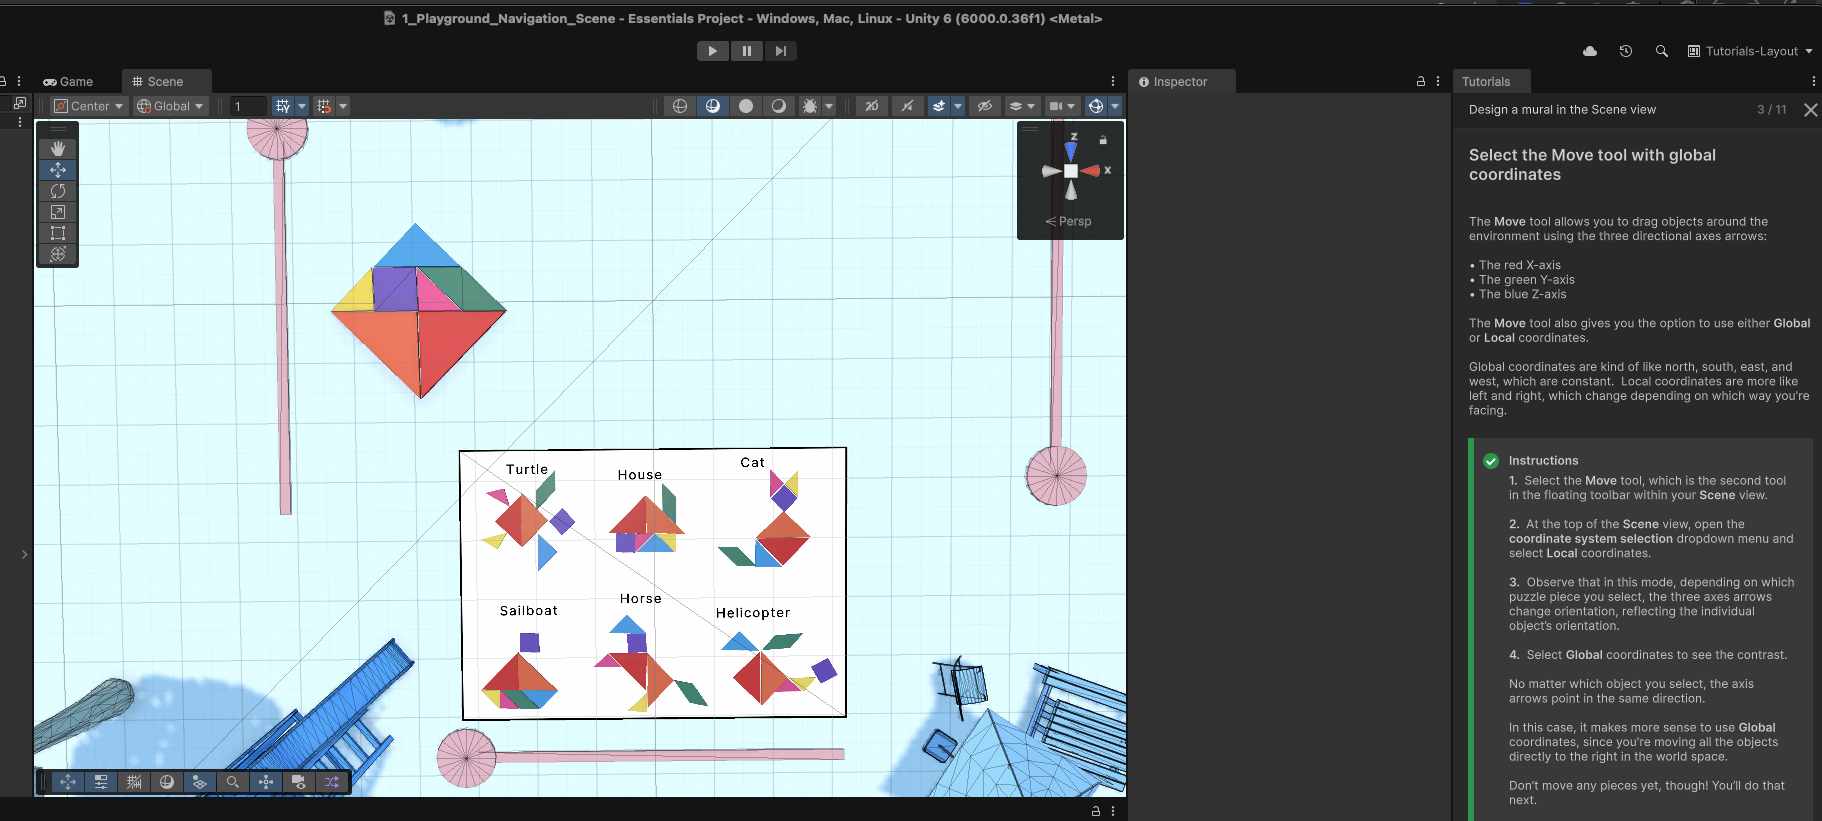 1_Playground_Navigation_Scene - Essentials Project - Windows, Mac, Linux - Unity 6 (6000.0.36f1) <Metal>
Tutorials-Layout
Game
Scene
Inspector
Tutorials
Center
Global
1
2D
Design a mural in the Scene view
3 / 11
z
x
Persp
Select the Move tool with global
coordinates
The Move tool allows you to drag objects around the
environment using the three directional axes arrows:
• The red X-axis
• The green Y-axis
• The blue Z-axis
The Move tool also gives you the option to use either Global
or Local coordinates.
Global coordinates are kind of like north, south, east, and
west, which are constant. Local coordinates are more like
left and right, which change depending on which way you're
facing.
Instructions
1. Select the Move tool, which is the second tool
in the floating toolbar within your Scene view.
2. At the top of the Scene view, open the
coordinate system selection dropdown menu and
select Local coordinates.
3. Observe that in this mode, depending on which
puzzle piece you select, the three axes arrows
change orientation, reflecting the individual
object's orientation.
4. Select Global coordinates to see the contrast.
No matter which object you select, the axis
arrows point in the same direction.
In this case, it makes more sense to use Global
coordinates, since you're moving all the objects
directly to the right in the world space.
Don't move any pieces yet, though! You'll do that
next.
Turtle
House
Cat
Sailboat
Horse
Helicopter